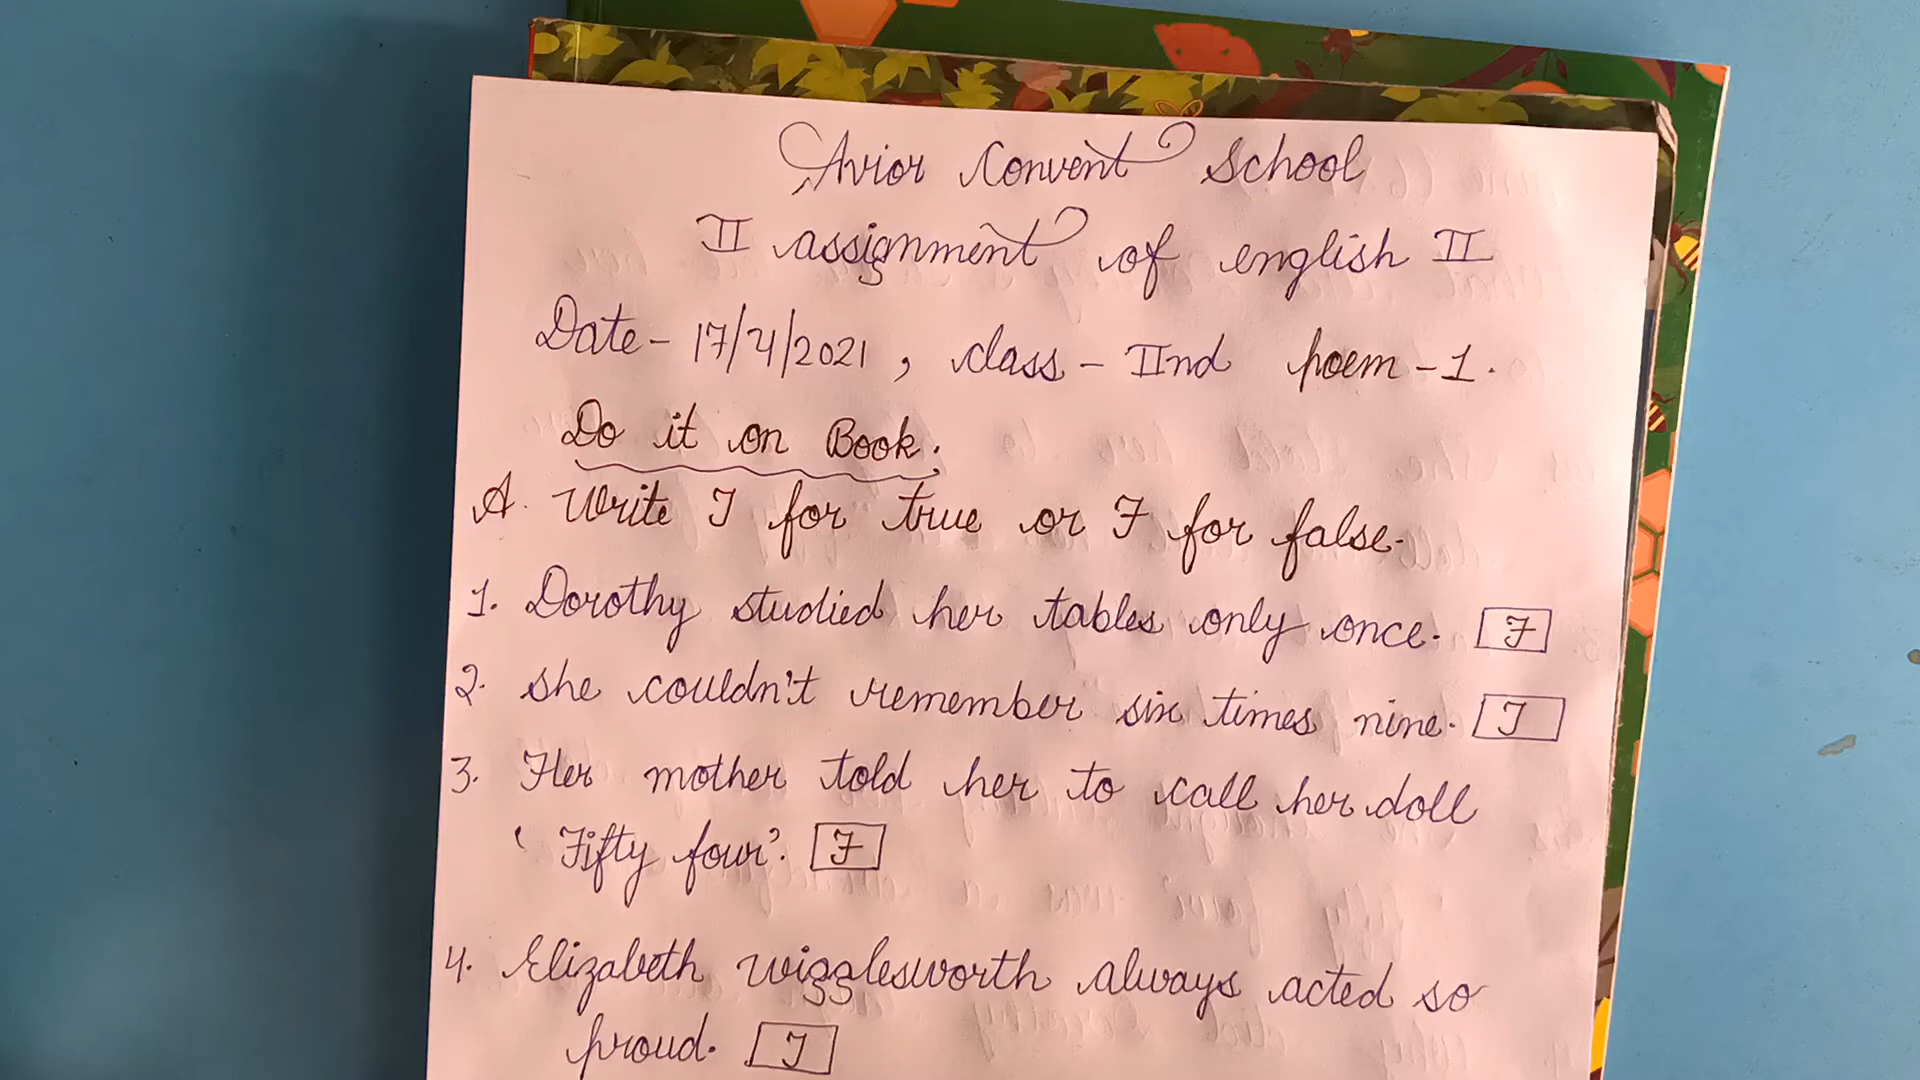 Avior Convent School
II assignment of english II
Date- 17/4/2021, class - IInd poem -1.
Do it on Book.
A. Write T for true or F for false.
1. Dorothy studied her tables only once. F
2. she couldn't remember six times nine. T
3. Her mother told her to call her doll
'Fifty four'. F
4. Elizabeth wigglesworth always acted so
proud. T